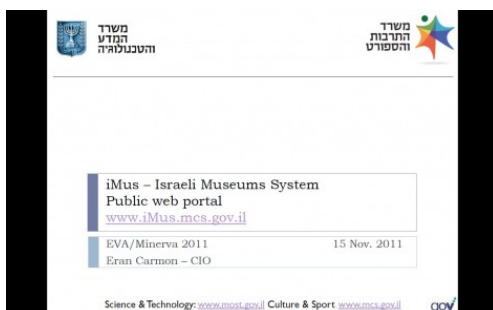 משרד
המדע
והטכנולוגיה
משרד
התרבות
והספורט
iMus – Israeli Museums System
Public web portal
www.iMus.mcs.gov.il
EVA/Minerva 2011 15 Nov. 2011
Eran Carmon – CIO
Science & Technology: www.most.gov.il Culture & Sport www.mcs.gov.il
gov